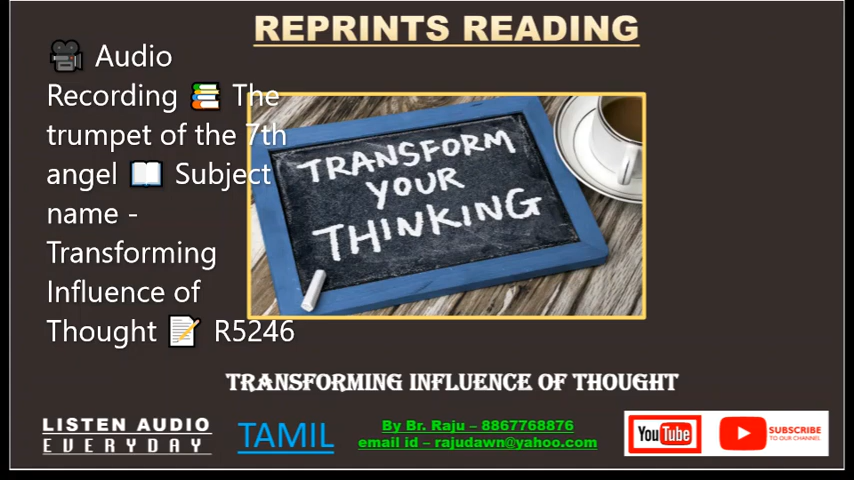 REPRINTS READING
🎥 Audio
Recording 📚 The
trumpet of the 7th
angel 📖 Subject
name -
Transforming
Influence of
Thought 📝 R5246
TRANSFORM
YOUR
THINKING
TRANSFORMING INFLUENCE OF THOUGHT
LISTEN AUDIO
EVERYDAY
TAMIL
By Br. Raju – 8867768876
email id – rajudawn@yahoo.com
YouTube
SUBSCRIBE
TO OUR CHANNEL.